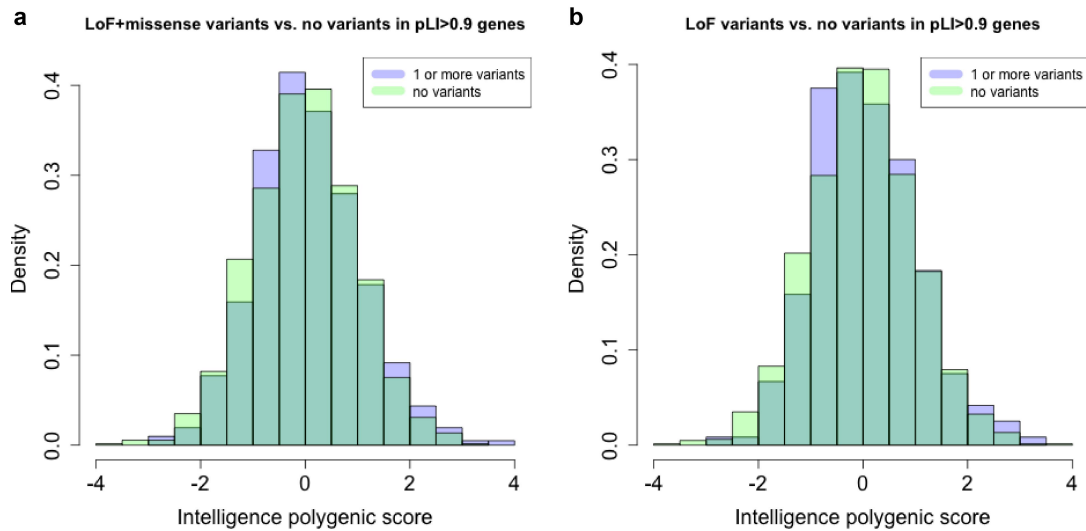 a
LoF+missense variants vs. no variants in pLI>0.9 genes
1 or more variants
no variants
Density
0.0
0.1
0.2
0.3
0.4
-4
-2
0
2
4
Intelligence polygenic score
b
LoF variants vs. no variants in pLI>0.9 genes
1 or more variants
no variants
Density
0.0
0.1
0.2
0.3
0.4
-4
-2
0
2
4
Intelligence polygenic score